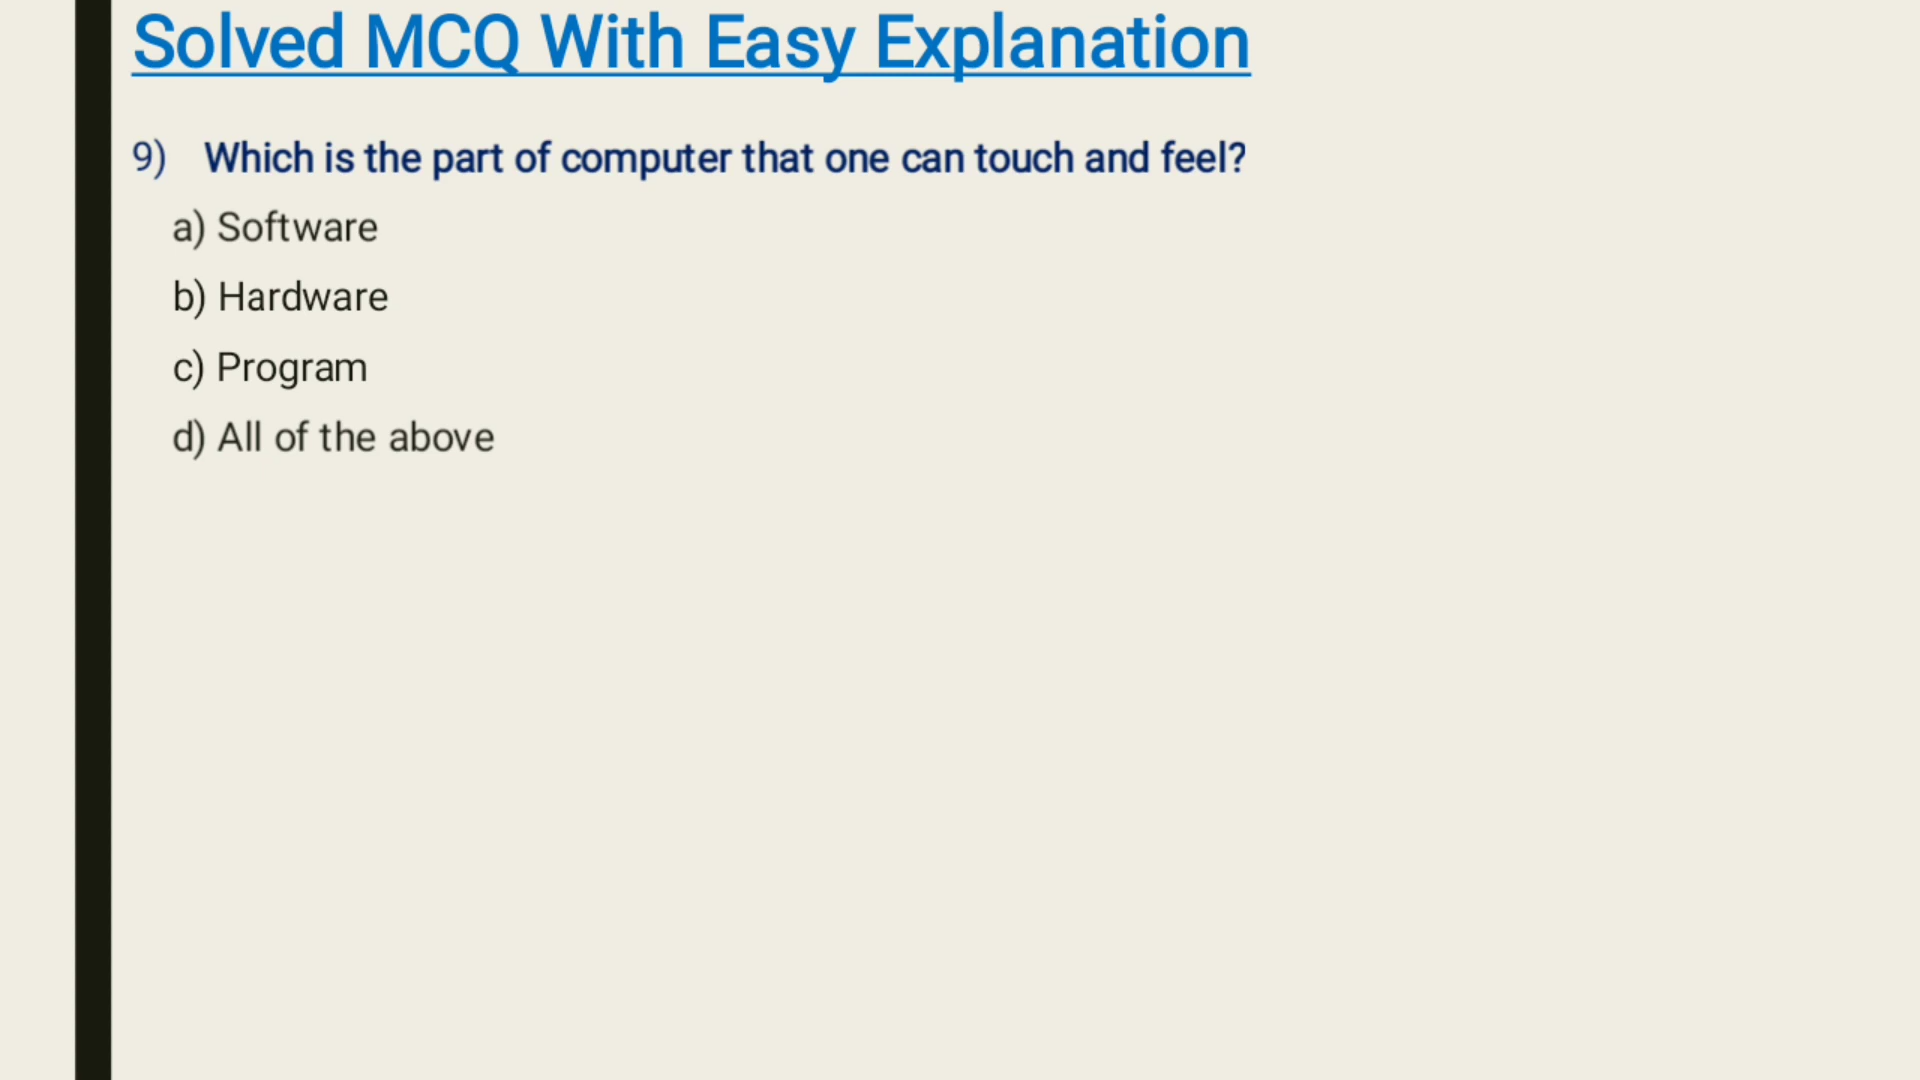 Solved MCQ With Easy Explanation
9) Which is the part of computer that one can touch and feel?
a) Software
b) Hardware
c) Program
d) All of the above